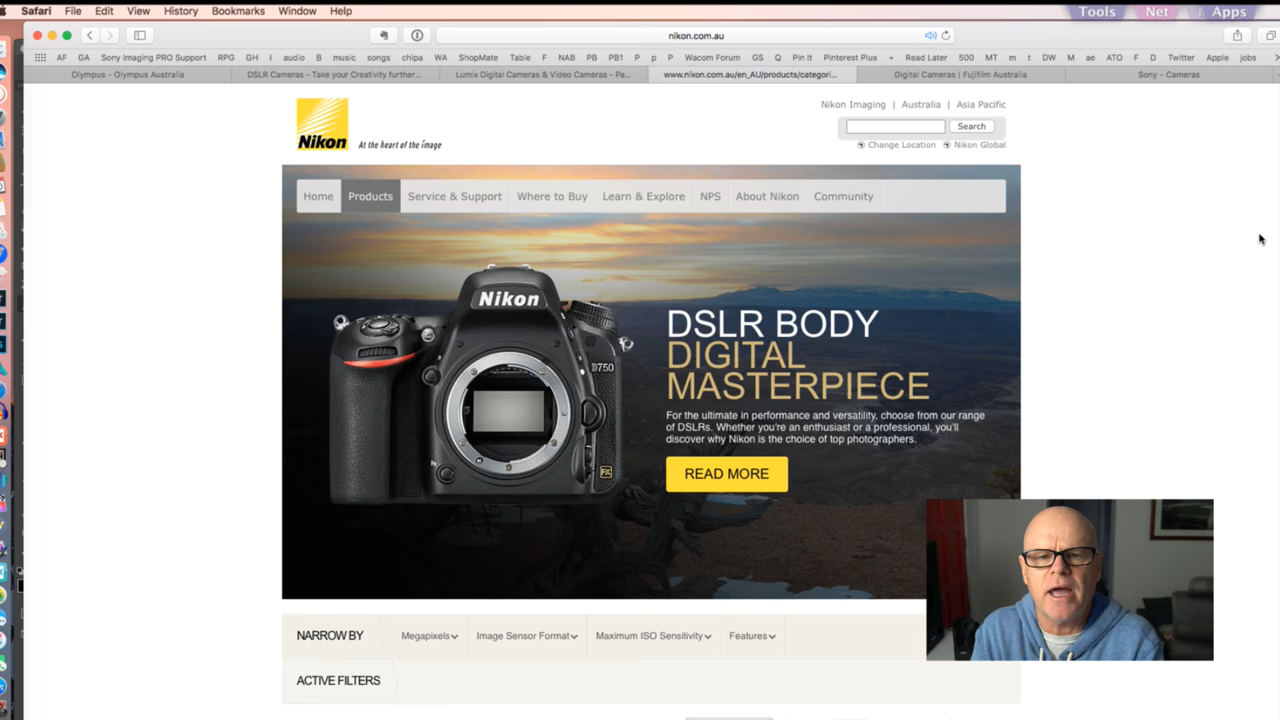 Safari File Edit View History Bookmarks Window Help
Tools Net Apps
nikon.com.au
AF GA Sony Imaging PRO Support RPG GH I audio B music songs chipa WA ShopMate Table F NAB PB PB1 P p P Wacom Forum GS Q Pin It Pinterest Plus + Read Later 500 MT m t DW M ae ATO F D Twitter Apple jobs
Olympus - Olympus Australia
DSLR Cameras - Take your Creativity further...
Lumix Digital Cameras & Video Cameras - Pa...
www.nikon.com.au/en_AU/products/categori...
Digital Cameras | Fujifilm Australia
Sony - Cameras
Nikon
At the heart of the image
Nikon Imaging | Australia | Asia Pacific
Search
Change Location Nikon Global
Home Products Service & Support Where to Buy Learn & Explore NPS About Nikon Community
Nikon
D750
FX
DSLR BODY
DIGITAL
MASTERPIECE
For the ultimate in performance and versatility, choose from our range
of DSLRs. Whether you're an enthusiast or a professional, you'll
discover why Nikon is the choice of top photographers.
READ MORE
NARROW BY Megapixels Image Sensor Format Maximum ISO Sensitivity Features
ACTIVE FILTERS